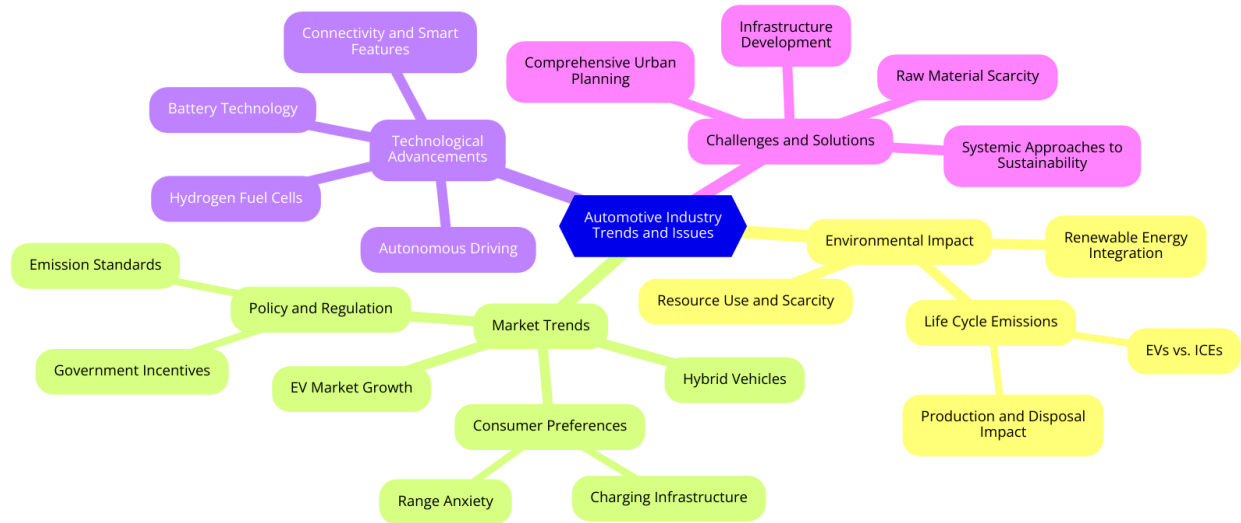 Automotive Industry
Trends and Issues
Technological
Advancements
Connectivity and Smart
Features
Battery Technology
Hydrogen Fuel Cells
Autonomous Driving
Challenges and Solutions
Comprehensive Urban
Planning
Infrastructure
Development
Raw Material Scarcity
Systemic Approaches to
Sustainability
Environmental Impact
Renewable Energy
Integration
Resource Use and Scarcity
Life Cycle Emissions
EVs vs. ICEs
Production and Disposal
Impact
Market Trends
Policy and Regulation
Emission Standards
Government Incentives
EV Market Growth
Consumer Preferences
Range Anxiety
Charging Infrastructure
Hybrid Vehicles